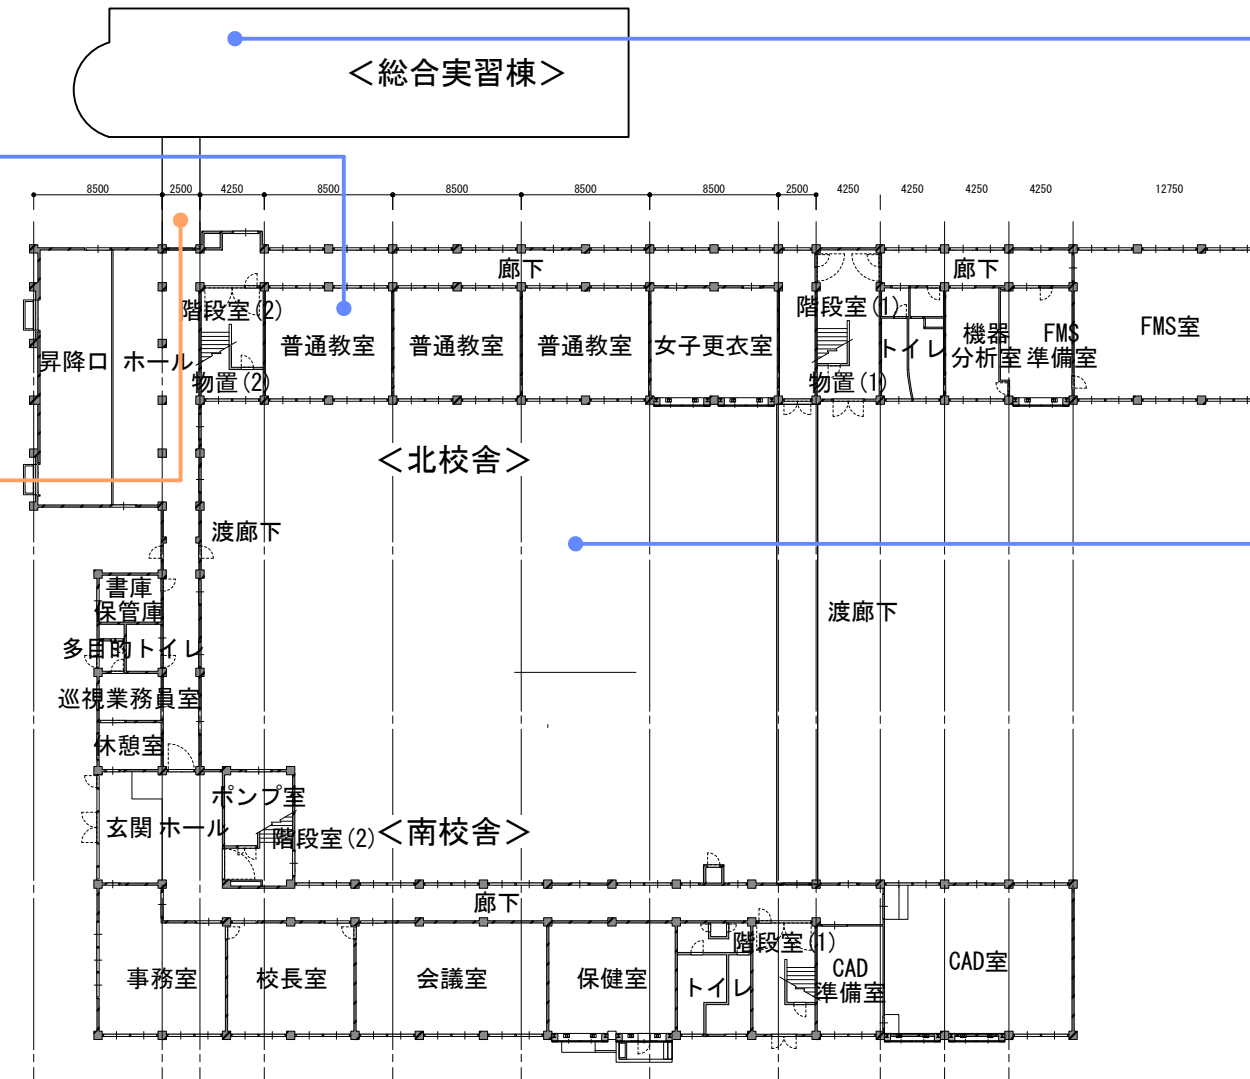 ＜総合実習棟＞
8500 2500 4250 8500 8500 8500 8500 2500 4250 4250 4250 4250 12750
廊下 廊下
階段室(2) 階段室(1)
昇降口 ホール 普通教室 普通教室 普通教室 女子更衣室 トイレ 機器 FMS FMS室
分析室 準備室
物置(2) 物置(1)
＜北校舎＞
渡廊下
書庫
保管庫
渡廊下
多目的トイレ
巡視業務員室
休憩室
ポンプ室
玄関 ホール 階段室(2) ＜南校舎＞
廊下
階段室(1)
事務室 校長室 会議室 保健室 トイレ CAD CAD室
準備室